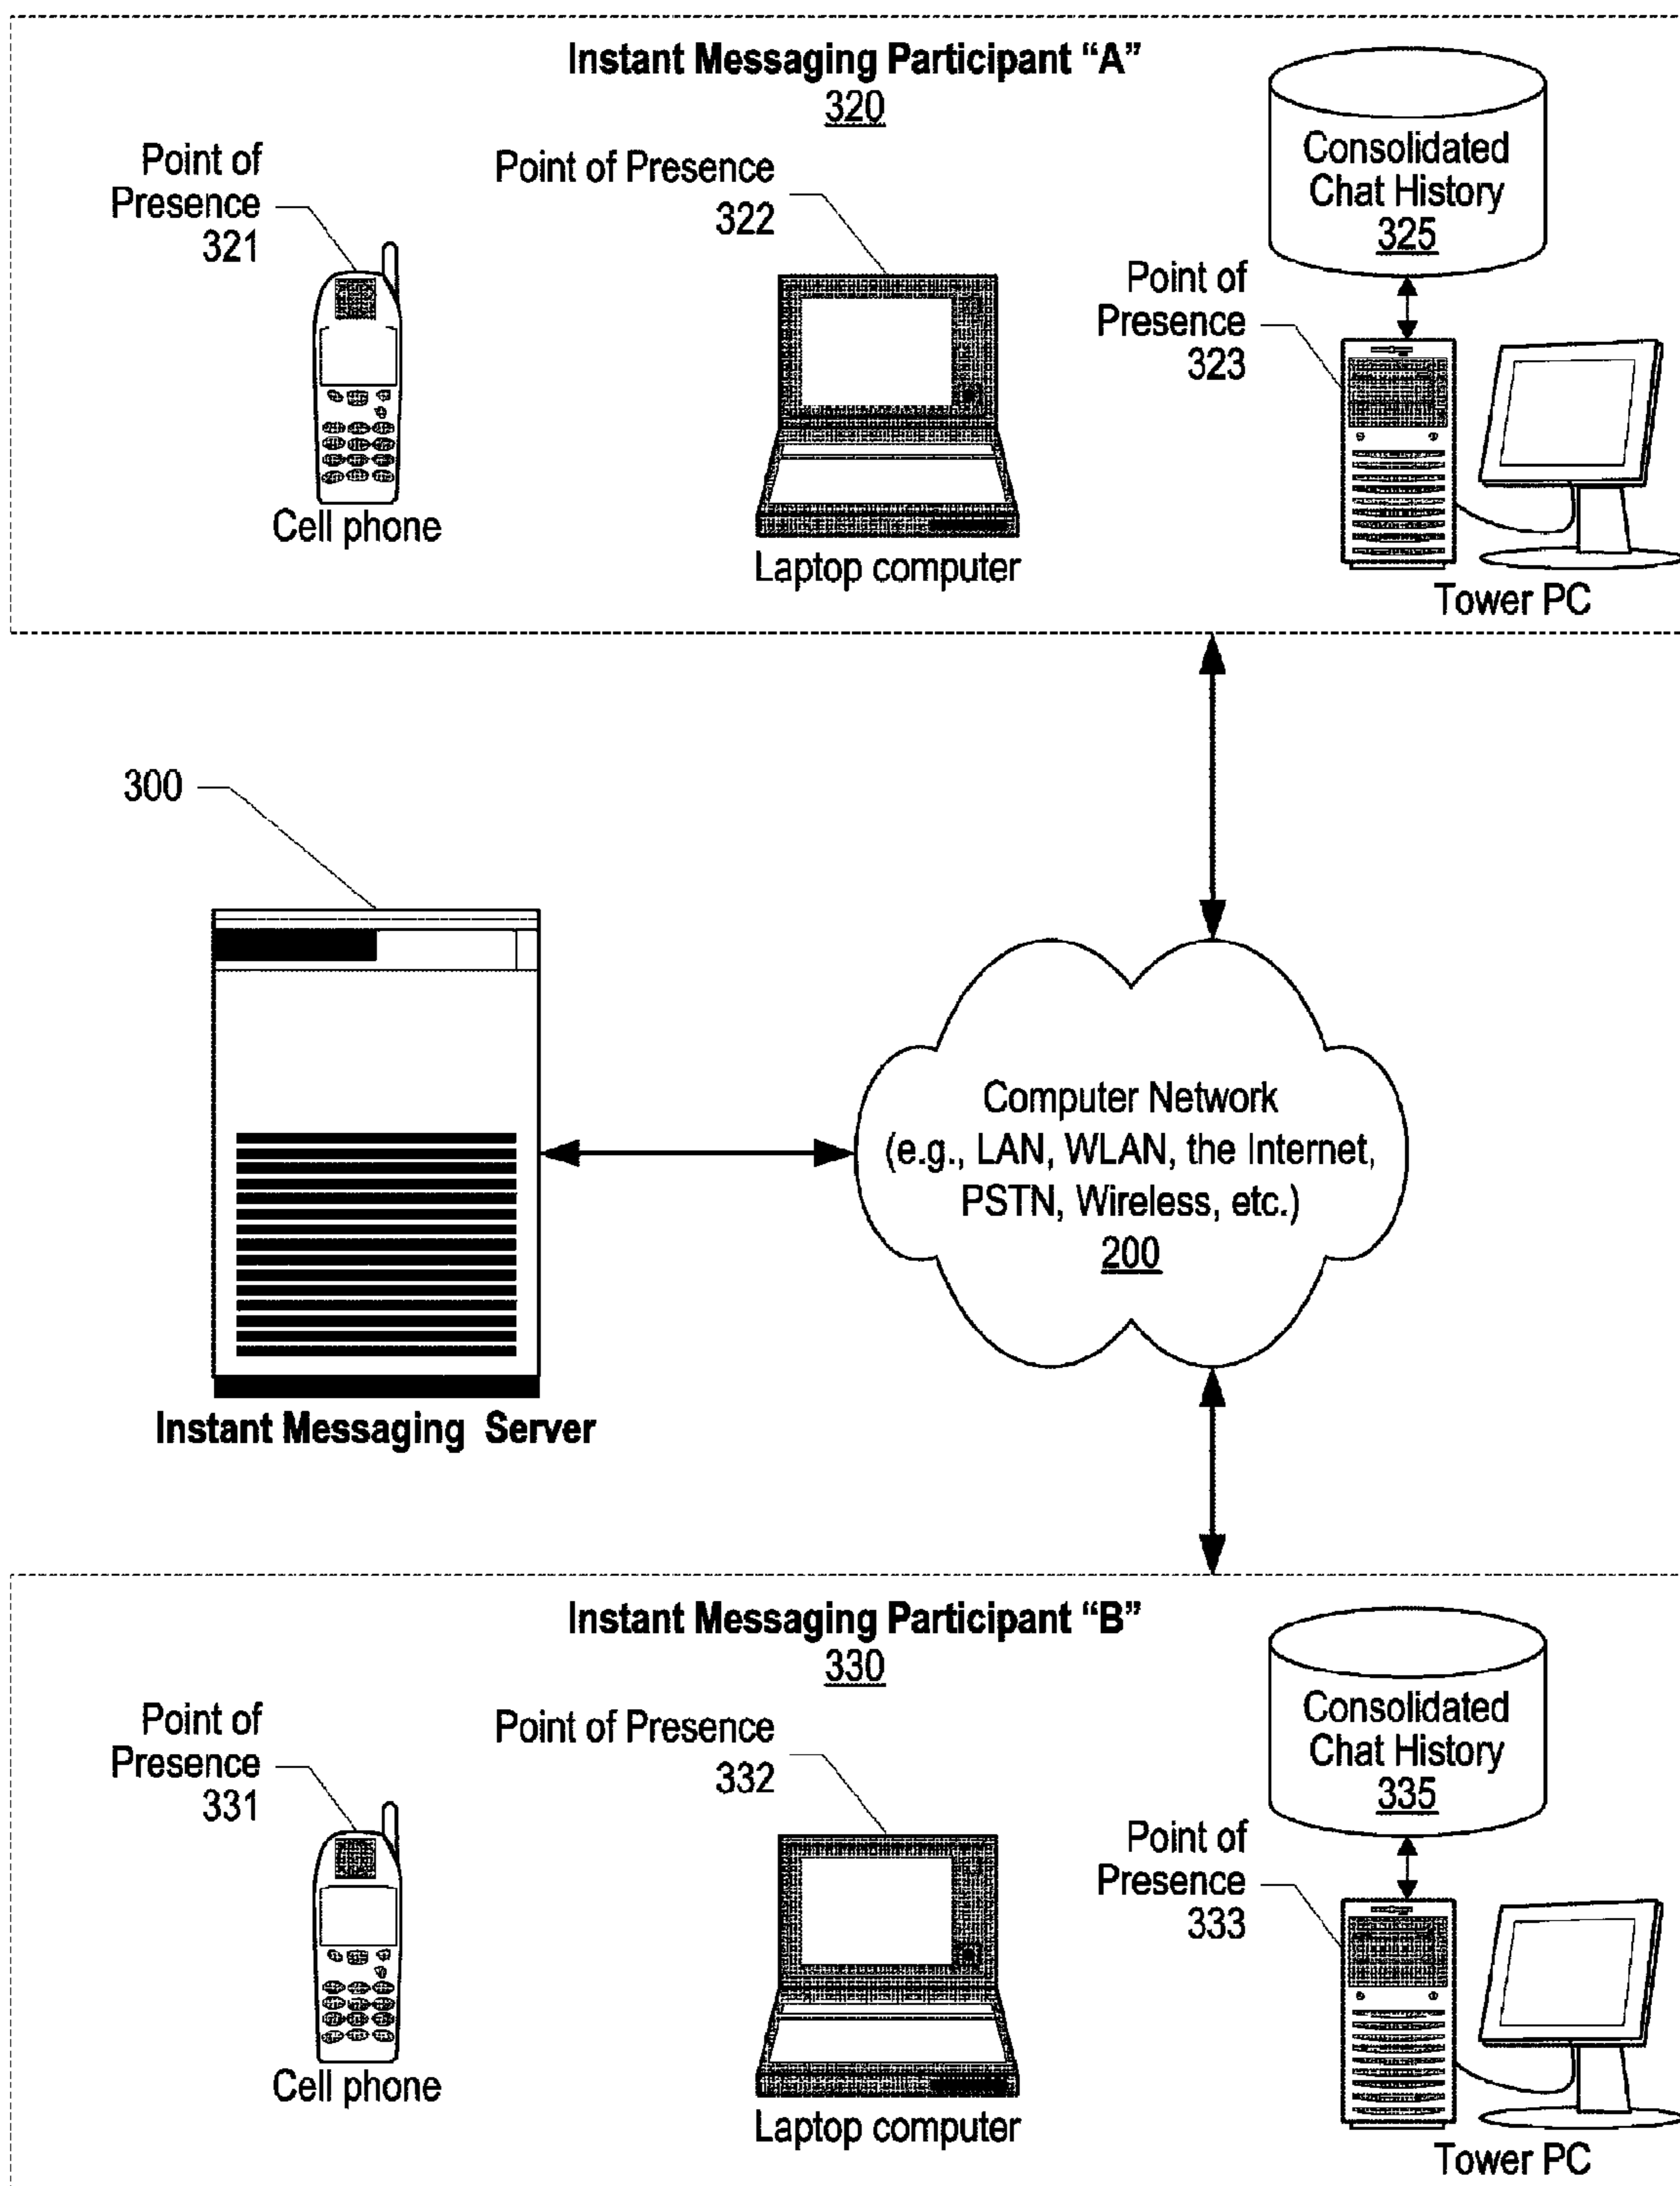 Instant Messaging Participant “A”
320
Point of
Presence
321
Cell phone
Point of Presence
322
Laptop computer
Consolidated
Chat History
325
Point of
Presence
323
Tower PC
300
Instant Messaging Server
Computer Network
(e.g., LAN, WLAN, the Internet,
PSTN, Wireless, etc.)
200
Instant Messaging Participant “B”
330
Point of
Presence
331
Cell phone
Point of Presence
332
Laptop computer
Consolidated
Chat History
335
Point of
Presence
333
Tower PC